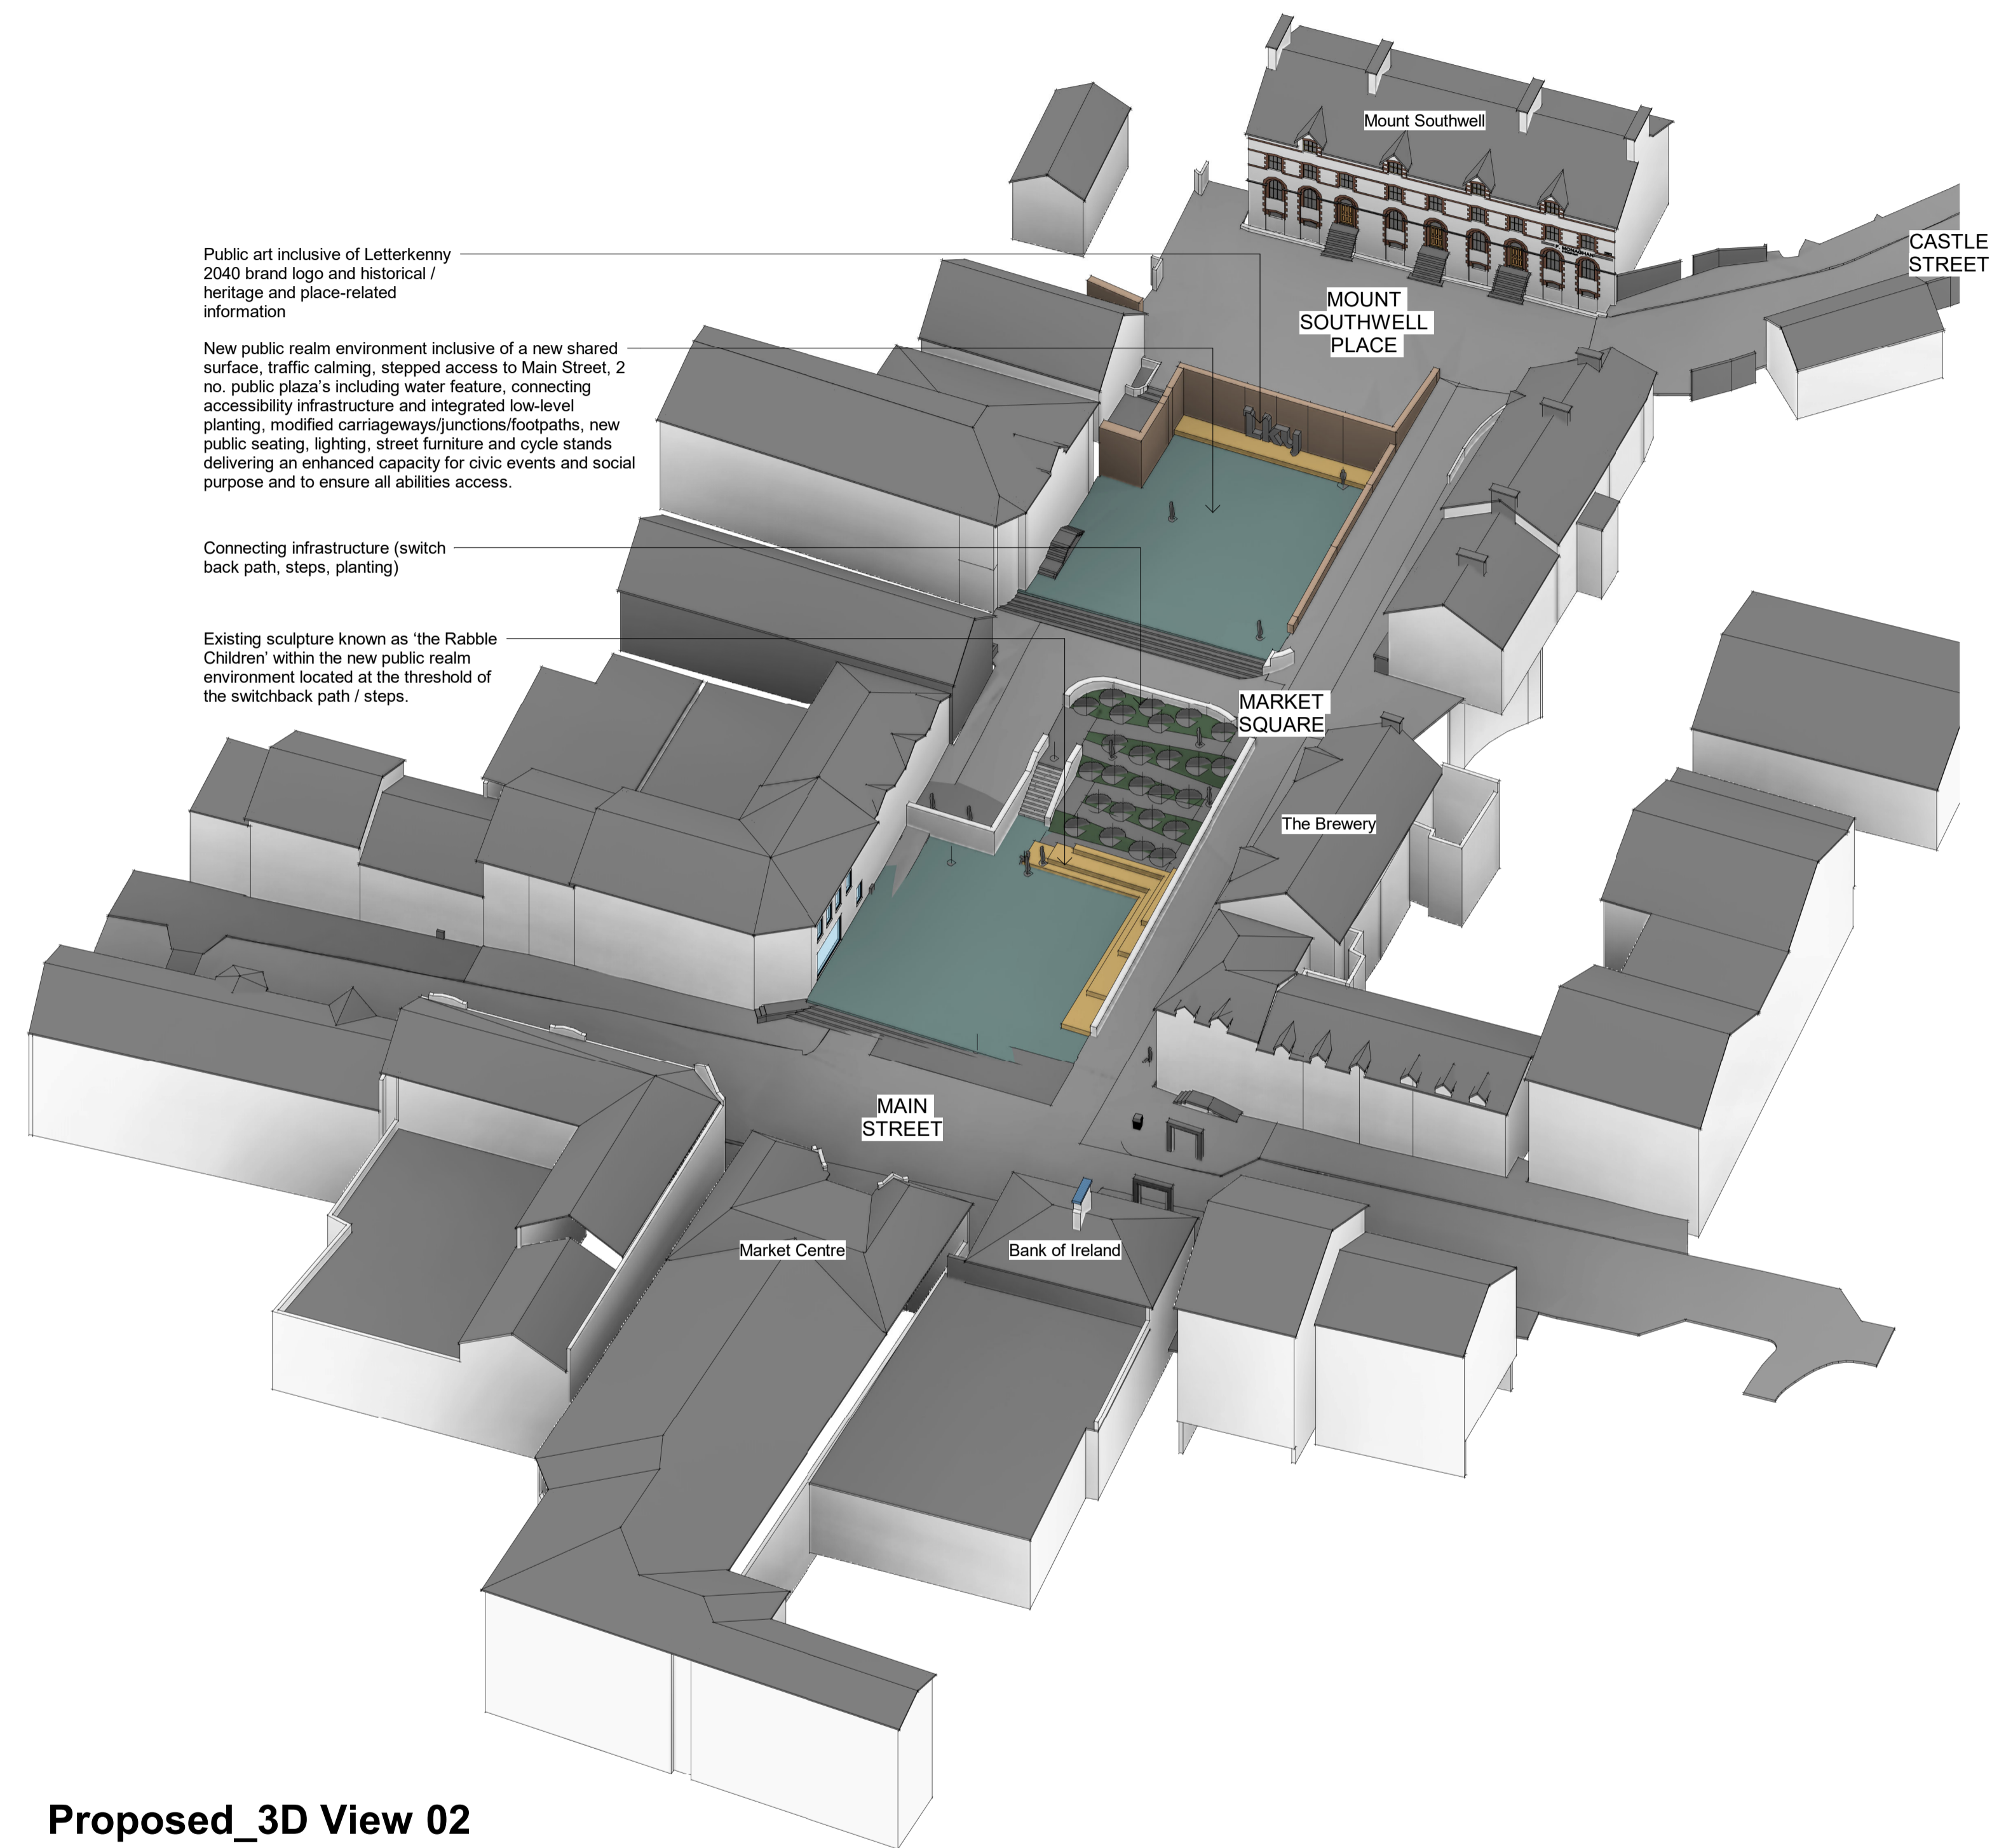 Mount Southwell
CASTLE
STREET
Public art inclusive of Letterkenny
2040 brand logo and historical /
heritage and place-related
information
MOUNT
SOUTHWELL
PLACE
New public realm environment inclusive of a new shared
surface, traffic calming, stepped access to Main Street, 2
no. public plaza's including water feature, connecting
accessibility infrastructure and integrated low-level
planting, modified carriageways/junctions/footpaths, new
public seating, lighting, street furniture and cycle stands
delivering an enhanced capacity for civic events and social
purpose and to ensure all abilities access.
Lky
Connecting infrastructure (switch
back path, steps, planting)
Existing sculpture known as ‘the Rabble
Children’ within the new public realm
environment located at the threshold of
the switchback path / steps.
MARKET
SQUARE
The Brewery
MAIN
STREET
Market Centre
Bank of Ireland
Proposed_3D View 02